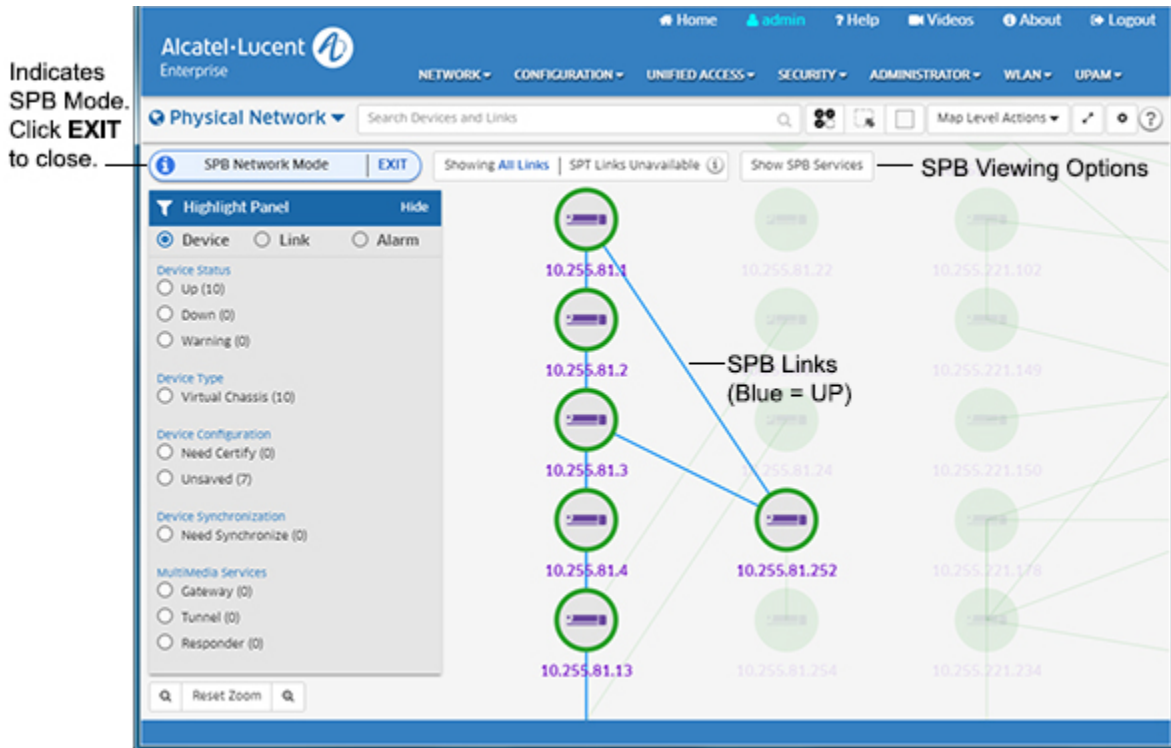 Home admin ? Help Videos About Logout
Alcatel·Lucent
Enterprise
NETWORK CONFIGURATION UNIFIED ACCESS SECURITY ADMINISTRATOR WLAN UPAM
Indicates
SPB Mode.
Click EXIT
to close.
Physical Network Search Devices and Links Map Level Actions ?
SPB Network Mode EXIT Showing All Links | SPT Links Unavailable Show SPB Services
SPB Viewing Options
Highlight Panel Hide
Device Link Alarm
Device Status
Up (10)
Down (0)
Warning (0)
Device Type
Virtual Chassis (10)
Device Configuration
Need Certify (0)
Unsaved (7)
Device Synchronization
Need Synchronize (0)
MultiMedia Services
Gateway (0)
Tunnel (0)
Responder (0)
Reset Zoom
10.255.81.1 10.255.81.22 10.255.221.102
10.255.81.2 10.255.221.149
SPB Links
(Blue = UP)
10.255.81.3 10.255.81.24 10.255.221.150
10.255.81.4 10.255.81.252 10.255.221.178
10.255.81.13 10.255.81.254 10.255.221.234